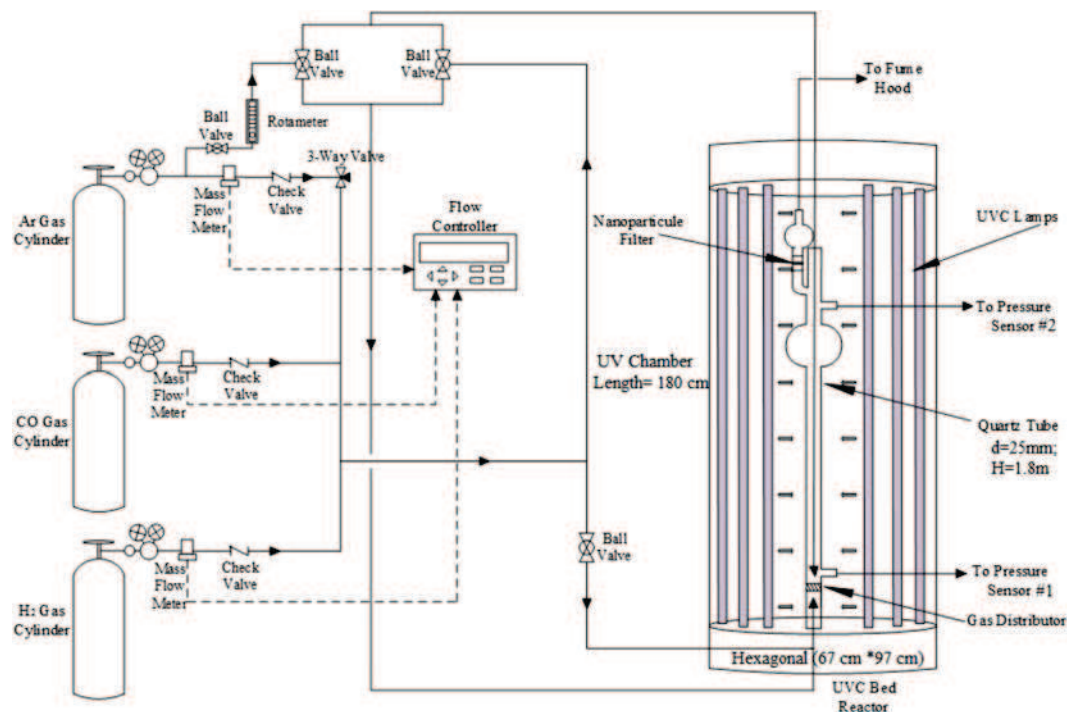 Ball
Valve
Ball
Valve
To Fume
Hood
Ball
Valve
Rotameter
3-Way Valve
Mass
Flow
Meter
Check
Valve
Ar Gas
Cylinder
Flow
Controller
Nanoparticule
Filter
UVC Lamps
To Pressure
Sensor #2
UV Chamber
Length= 180 cm
Mass
Flow
Meter
Check
Valve
CO Gas
Cylinder
Quartz Tube
d=25mm;
H=1.8m
Ball
Valve
Mass
Flow
Meter
Check
Valve
H₂ Gas
Cylinder
To Pressure
Sensor #1
Gas Distributor
Hexagonal (67 cm *97 cm)
UVC Bed
Reactor